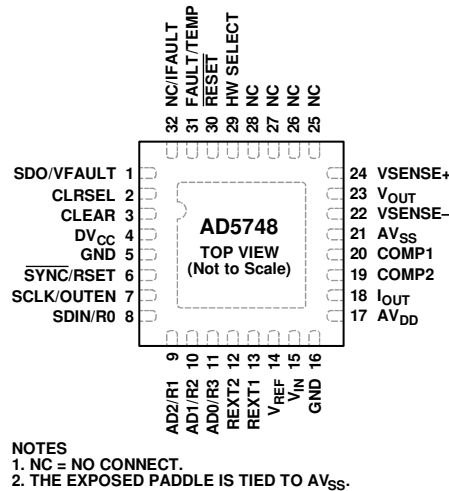 32 NC/IFAULT
31 FAULT/TEMP
30 RESET
29 HW SELECT
28 NC
27 NC
26 NC
25 NC
SDO/VFAULT 1
CLRSEL 2
CLEAR 3
DVCC 4
GND 5
SYNC/RSET 6
SCLK/OUTEN 7
SDIN/R0 8
AD5748
TOP VIEW
(Not to Scale)
24 VSENSE+
23 VOUT
22 VSENSE–
21 AVSS
20 COMP1
19 COMP2
18 IOUT
17 AVDD
AD2/R1 9
AD1/R2 10
AD0/R3 11
REXT2 12
REXT1 13
VREF 14
VIN 15
GND 16
NOTES
1. NC = NO CONNECT.
2. THE EXPOSED PADDLE IS TIED TO AVSS.